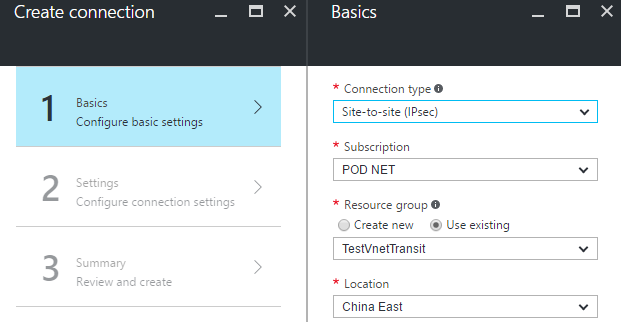 Create connection
1
Basics
Configure basic settings
2
Settings
Configure connection settings
3
Summary
Review and create
Basics
* Connection type
Site-to-site (IPsec)
* Subscription
POD NET
* Resource group
Create new Use existing
TestVnetTransit
* Location
China East